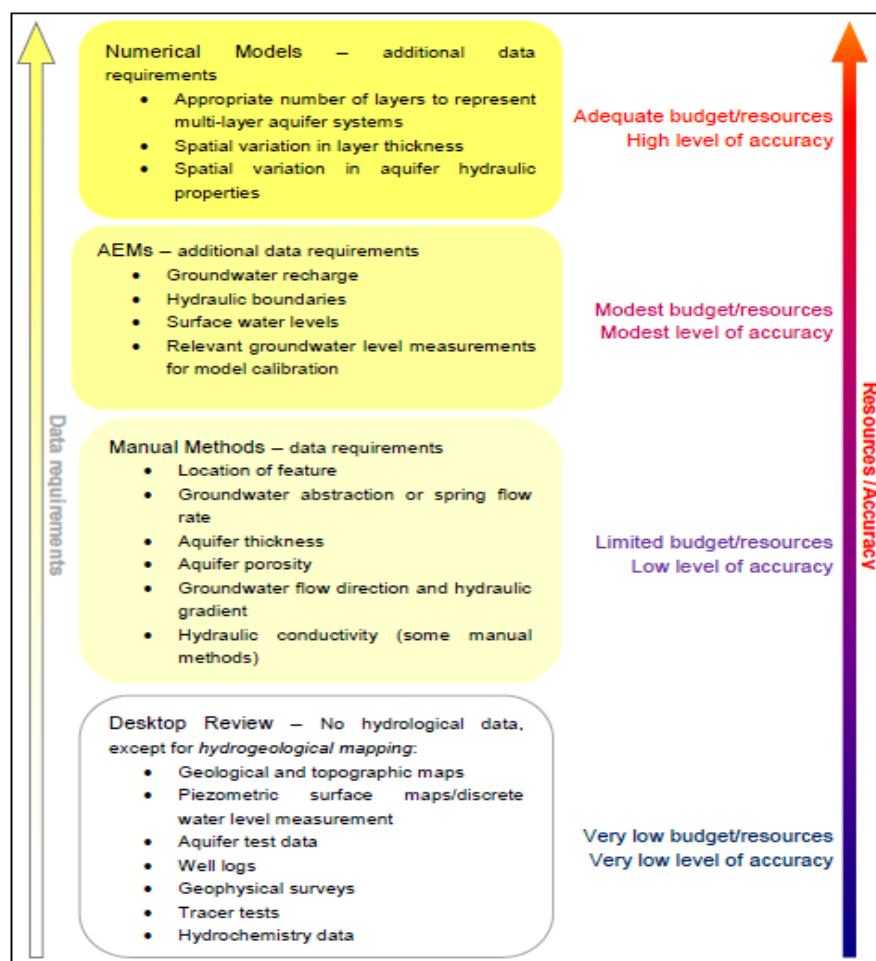 Numerical Models – additional data
requirements
• Appropriate number of layers to represent
multi-layer aquifer systems
• Spatial variation in layer thickness
• Spatial variation in aquifer hydraulic
properties
Adequate budget/resources
High level of accuracy
AEMs – additional data requirements
• Groundwater recharge
• Hydraulic boundaries
• Surface water levels
• Relevant groundwater level measurements
for model calibration
Modest budget/resources
Modest level of accuracy
Data requirements
Resources / Accuracy
Manual Methods – data requirements
• Location of feature
• Groundwater abstraction or spring flow
rate
• Aquifer thickness
• Aquifer porosity
• Groundwater flow direction and hydraulic
gradient
• Hydraulic conductivity (some manual
methods)
Limited budget/resources
Low level of accuracy
Desktop Review – No hydrological data,
except for hydrogeological mapping:
• Geological and topographic maps
• Piezometric surface maps/discrete
water level measurement
• Aquifer test data
• Well logs
• Geophysical surveys
• Tracer tests
• Hydrochemistry data
Very low budget/resources
Very low level of accuracy